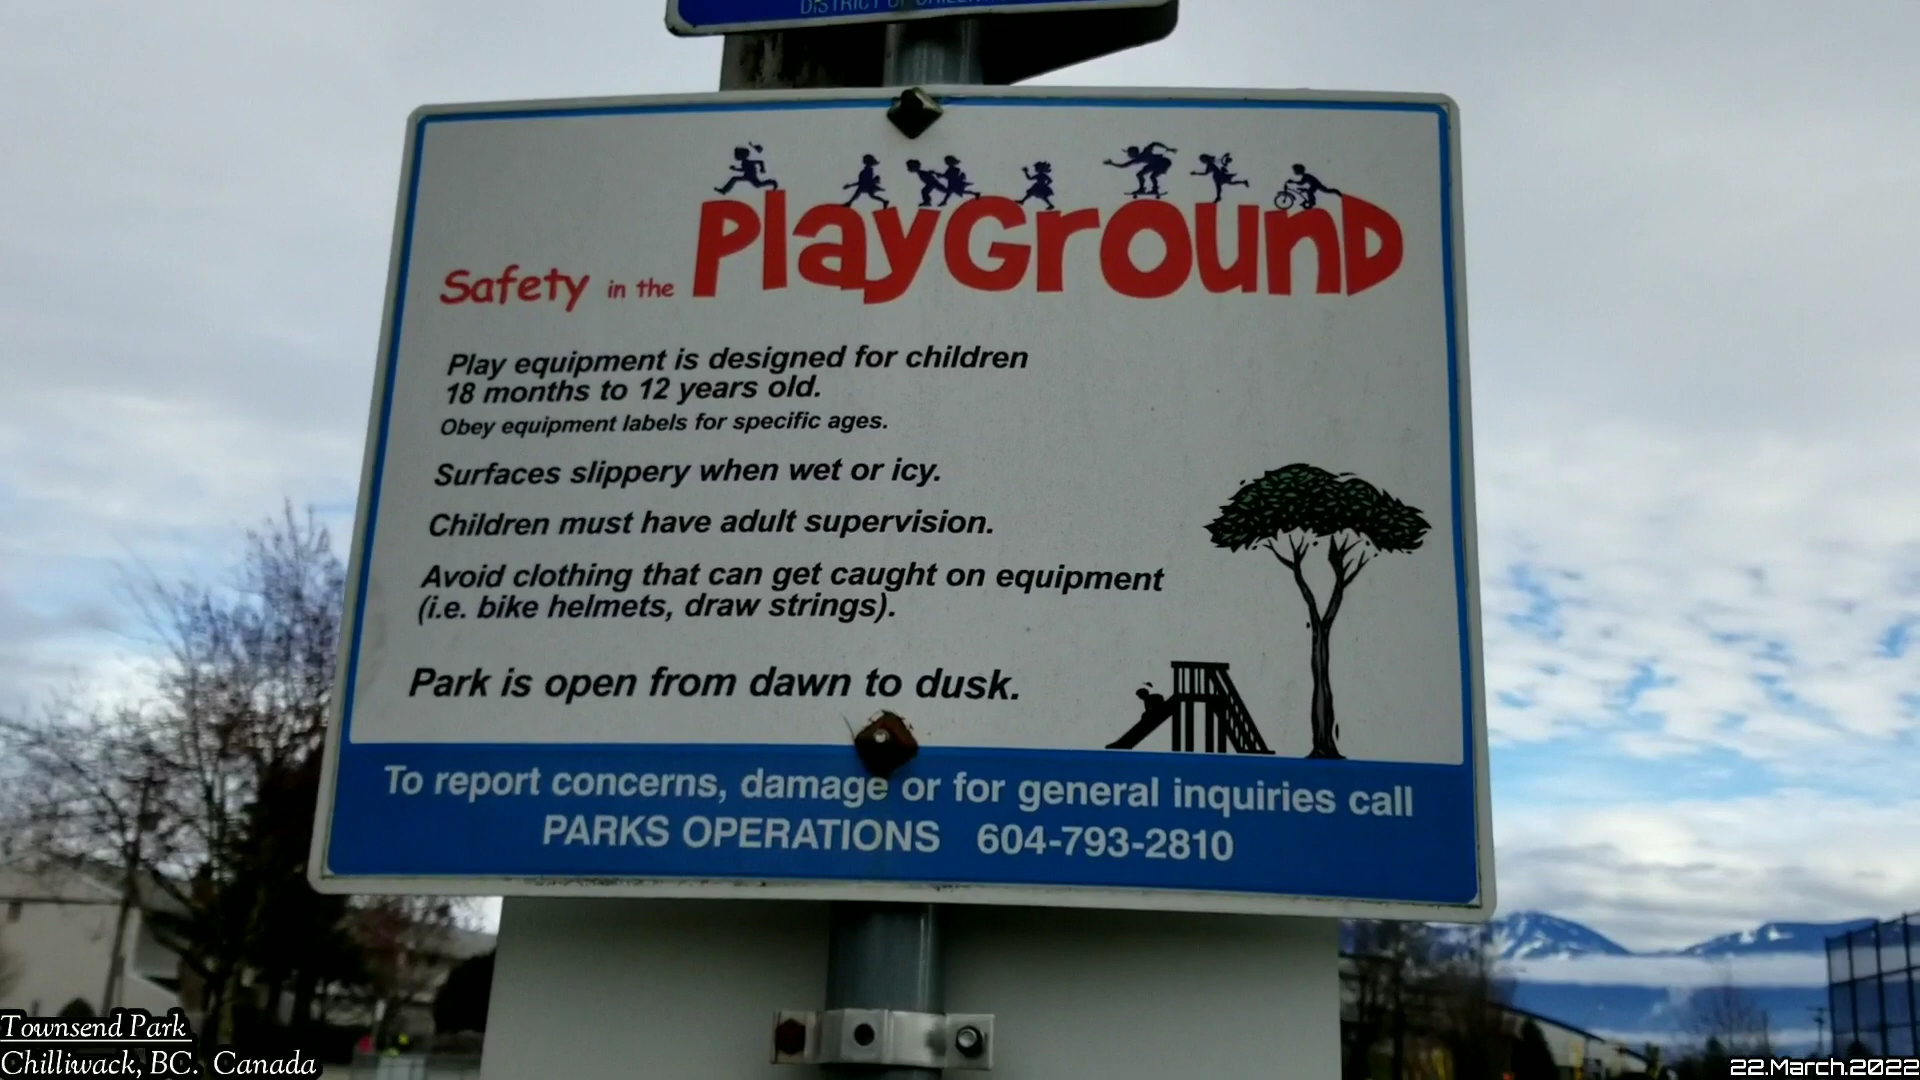 DISTRICT OF
Safety in the PlayGrounD
Play equipment is designed for children
18 months to 12 years old.
Obey equipment labels for specific ages.
Surfaces slippery when wet or icy.
Children must have adult supervision.
Avoid clothing that can get caught on equipment
(i.e. bike helmets, draw strings).
Park is open from dawn to dusk.
To report concerns, damage or for general inquiries call
PARKS OPERATIONS 604-793-2810
Townsend Park
Chilliwack, BC. Canada
22.March.2022